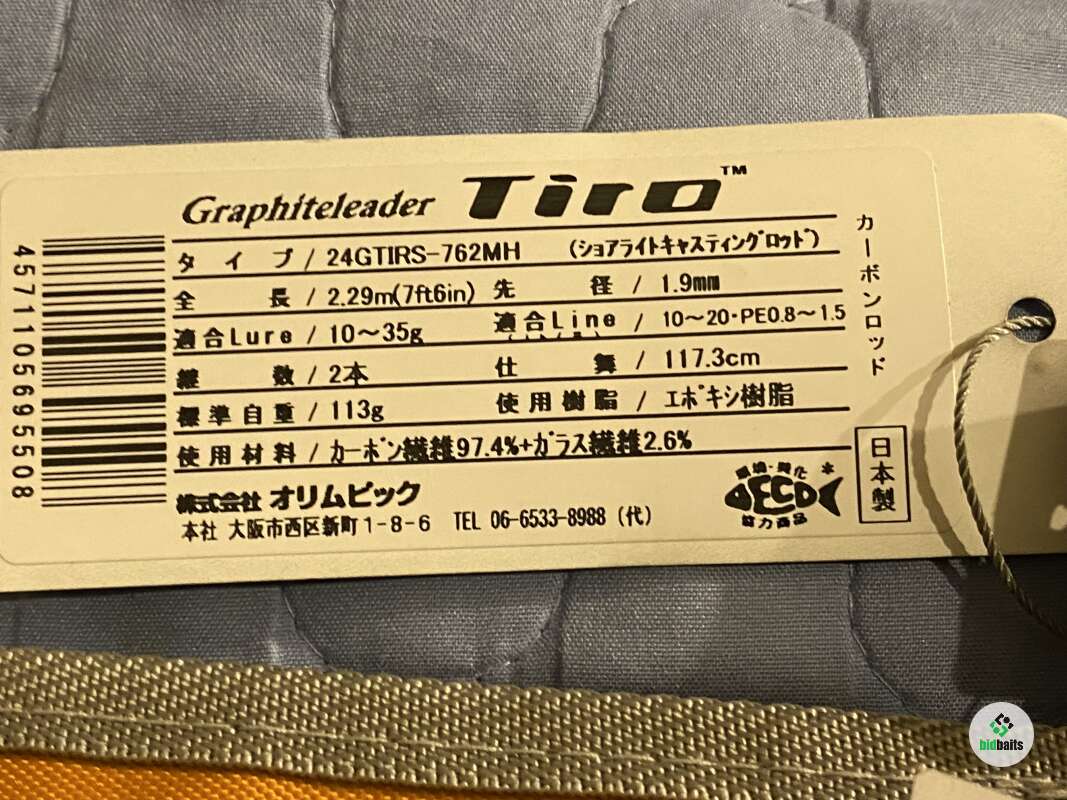 Graphiteleader Tiro™
タイプ / 24GTIRS-762MH (ショアライトキャスティングロッド)
全長 / 2.29m(7ft6in) 先径 / 1.9mm
適合Lure / 10～35g 適合Line / 10～20・PE0.8～1.5
継数 / 2本 仕舞 / 117.3cm
標準自重 / 113g 使用樹脂 / エポキシ樹脂
使用材料 / カーボン繊維97.4%+ガラス繊維2.6%
株式会社 オリムピック
本社 大阪市西区新町1-8-6 TEL 06-6533-8988 (代)
4571105695508
カーボンロッド
環境・
ECO
協力商品
日本製
bidbaits